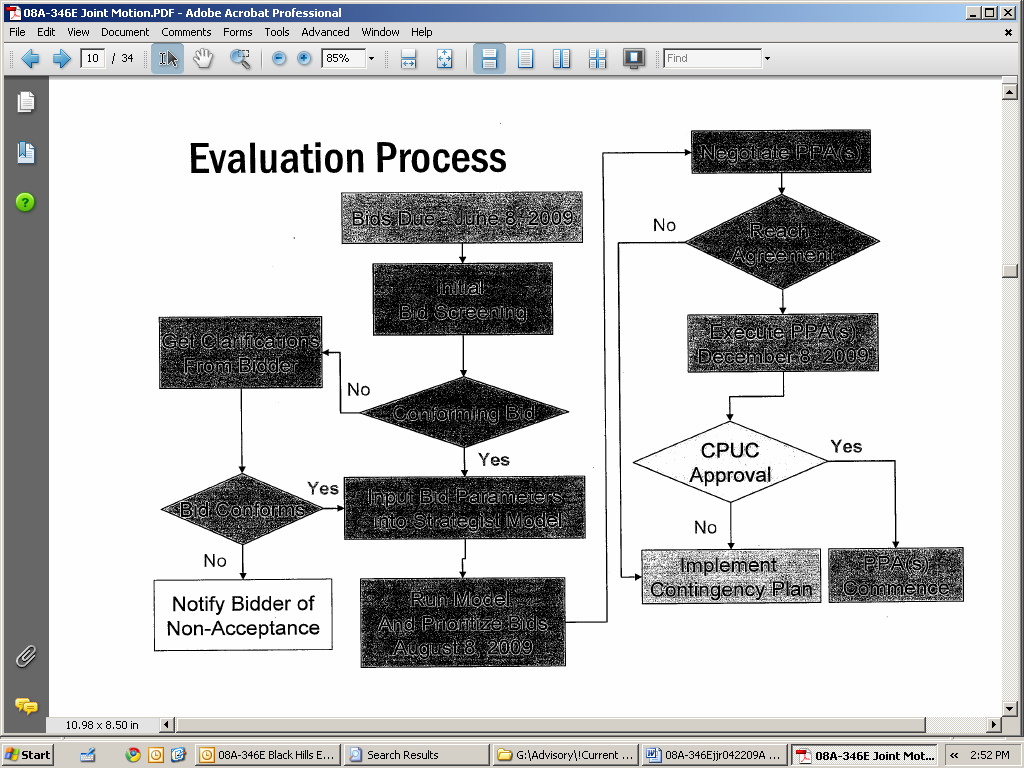 08A-346E Joint Motion.PDF - Adobe Acrobat Professional
File Edit View Document Comments Forms Tools Advanced Window Help
10 / 34 85% Find
Evaluation Process
Bids Due - June 8, 2009
Initial
Bid Screening
Get Clarifications
From Bidder
No
Conforming Bid
Yes
Bid Conforms
Yes
Input Bid Parameters
into Strategist Model
No
Notify Bidder of
Non-Acceptance
Run Model
And Prioritize Bids
August 8, 2009
Negotiate PPA(s)
No
Reach
Agreement
Execute PPA(s)
December 8, 2009
CPUC
Approval
Yes
No
Implement
Contingency Plan
PPA(s)
Commence
10.98 x 8.50 in
Start
08A-346E Black Hills E...
Search Results
G:\Advisory\!Current ...
08A-346Ejjr042209A ...
08A-346E Joint Mot...
2:52 PM